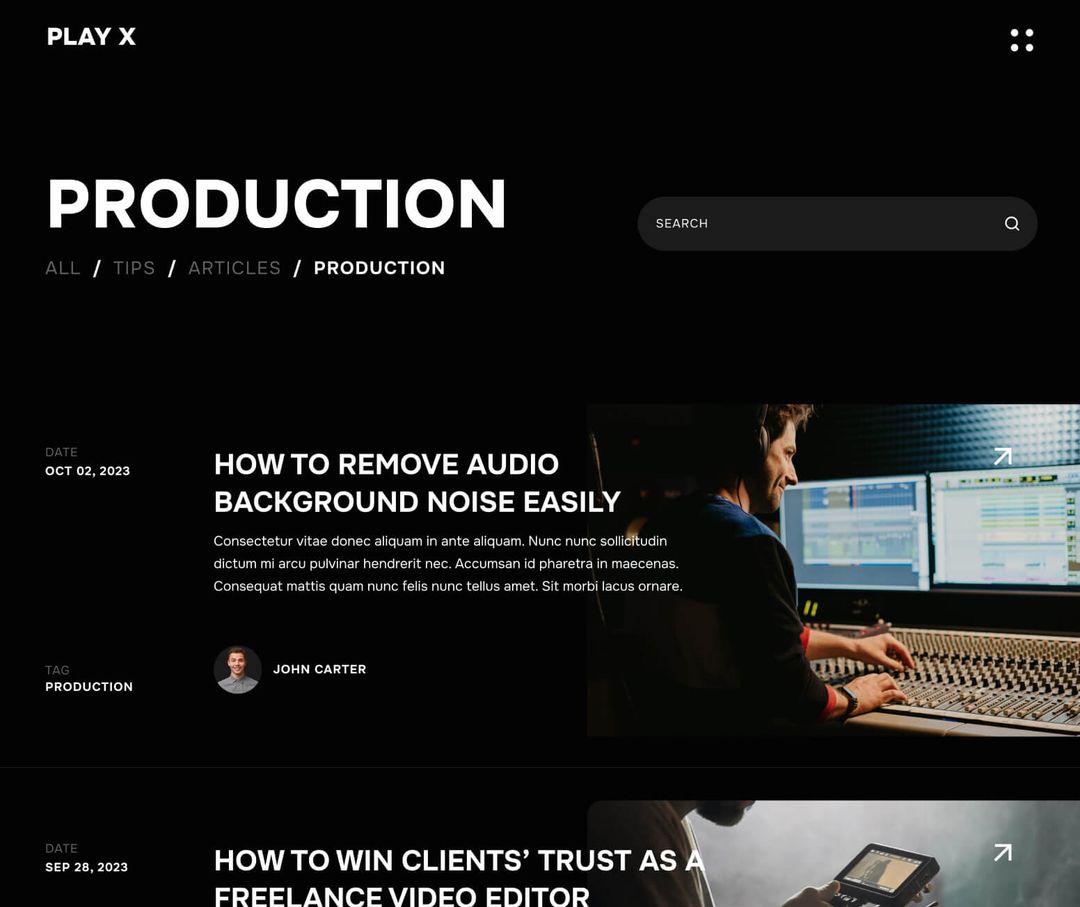 PLAY X
PRODUCTION
SEARCH
ALL / TIPS / ARTICLES / PRODUCTION
DATE
OCT 02, 2023
HOW TO REMOVE AUDIO
BACKGROUND NOISE EASILY
Consectetur vitae donec aliquam in ante aliquam. Nunc nunc sollicitudin
dictum mi arcu pulvinar hendrerit nec. Accumsan id pharetra in maecenas.
Consequat mattis quam nunc felis nunc tellus amet. Sit morbi lacus ornare.
TAG
PRODUCTION
JOHN CARTER
DATE
SEP 28, 2023
HOW TO WIN CLIENTS’ TRUST AS A
FREELANCE VIDEO EDITOR